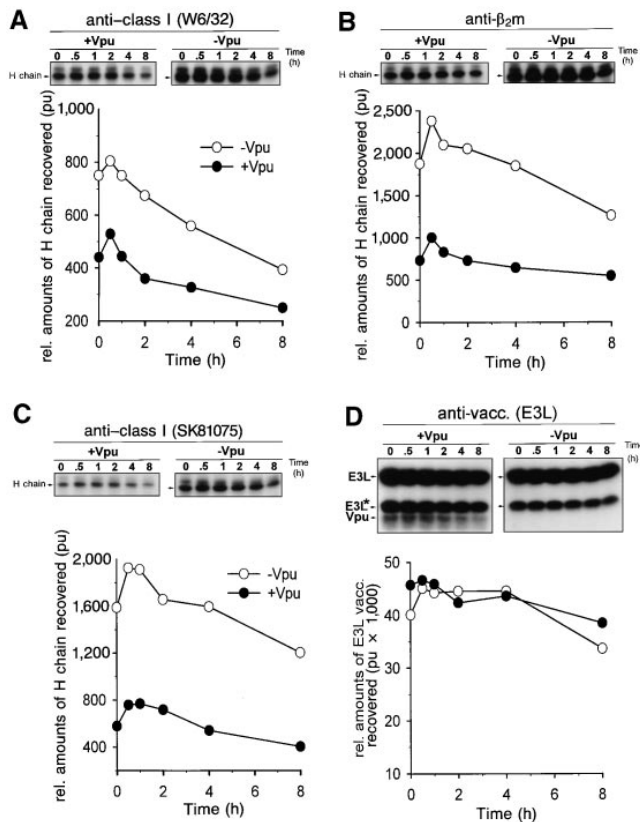 A
anti–class I (W6/32)
+Vpu -Vpu
0 .5 1 2 4 8 0 .5 1 2 4 8 Time (h)
H chain -
rel. amounts of H chain recovered (pu)
1,000
800
600
400
200
-Vpu
+Vpu
0 2 4 6 8
Time (h)
B
anti-β₂m
+Vpu -Vpu
0 .5 1 2 4 8 0 .5 1 2 4 8 Time (h)
H chain -
rel. amounts of H chain recovered (pu)
2,500
2,000
1,500
1,000
500
0
0 2 4 6 8
Time (h)
C
anti–class I (SK81075)
+Vpu -Vpu
0 .5 1 2 4 8 0 .5 1 2 4 8 Time (h)
H chain -
rel. amounts of H chain recovered (pu)
2,000
1,600
1,200
800
400
-Vpu
+Vpu
0 2 4 6 8
Time (h)
D
anti-vacc. (E3L)
+Vpu -Vpu
0 .5 1 2 4 8 0 .5 1 2 4 8 Time (h)
E3L-
E3L*-
Vpu -
rel. amounts of E3L vacc.
recovered (pu × 1,000)
50
40
30
20
10
0 2 4 6 8
Time (h)